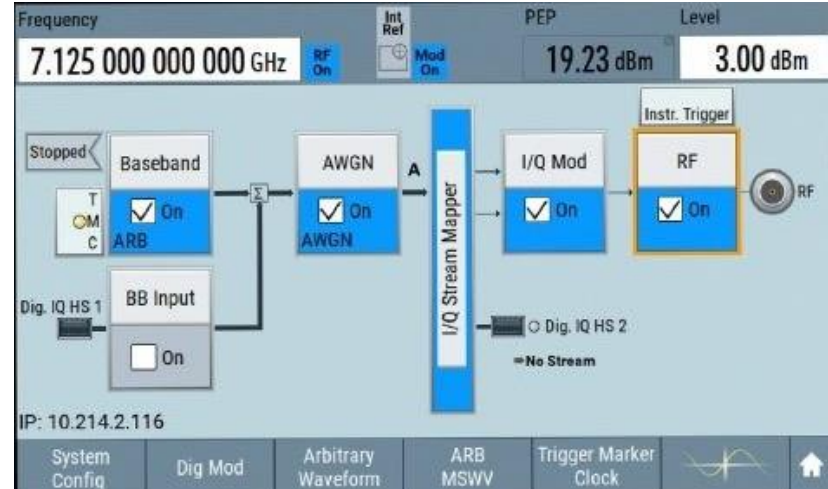 Frequency
Int
Ref
PEP
Level
7.125 000 000 000 GHz
RF
On
Mod
On
19.23 dBm
3.00 dBm
Instr. Trigger
Stopped
Baseband
On
ARB
T
M
C
Σ
AWGN
On
AWGN
A
I/Q Stream Mapper
I/Q Mod
On
RF
On
RF
Dig. IQ HS 1
BB Input
On
Dig. IQ HS 2
No Stream
IP: 10.214.2.116
System
Config
Dig Mod
Arbitrary
Waveform
ARB
MSWV
Trigger Marker
Clock